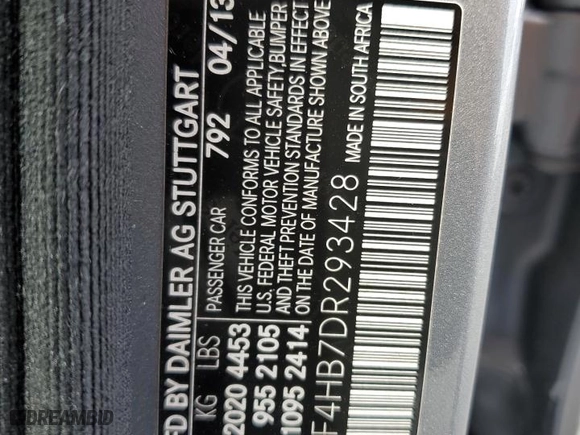 FD BY DAIMLER AG STUTTGART
792 04/13
KG LBS
2020 4453
955 2105
1095 2414
PASSENGER CAR
THIS VEHICLE CONFORMS TO ALL APPLICABLE
U.S. FEDERAL MOTOR VEHICLE SAFETY, BUMPER
AND THEFT PREVENTION STANDARDS IN EFFECT
ON THE DATE OF MANUFACTURE SHOWN ABOVE
F4HB7DR293428
MADE IN SOUTH AFRICA
DREAMBID